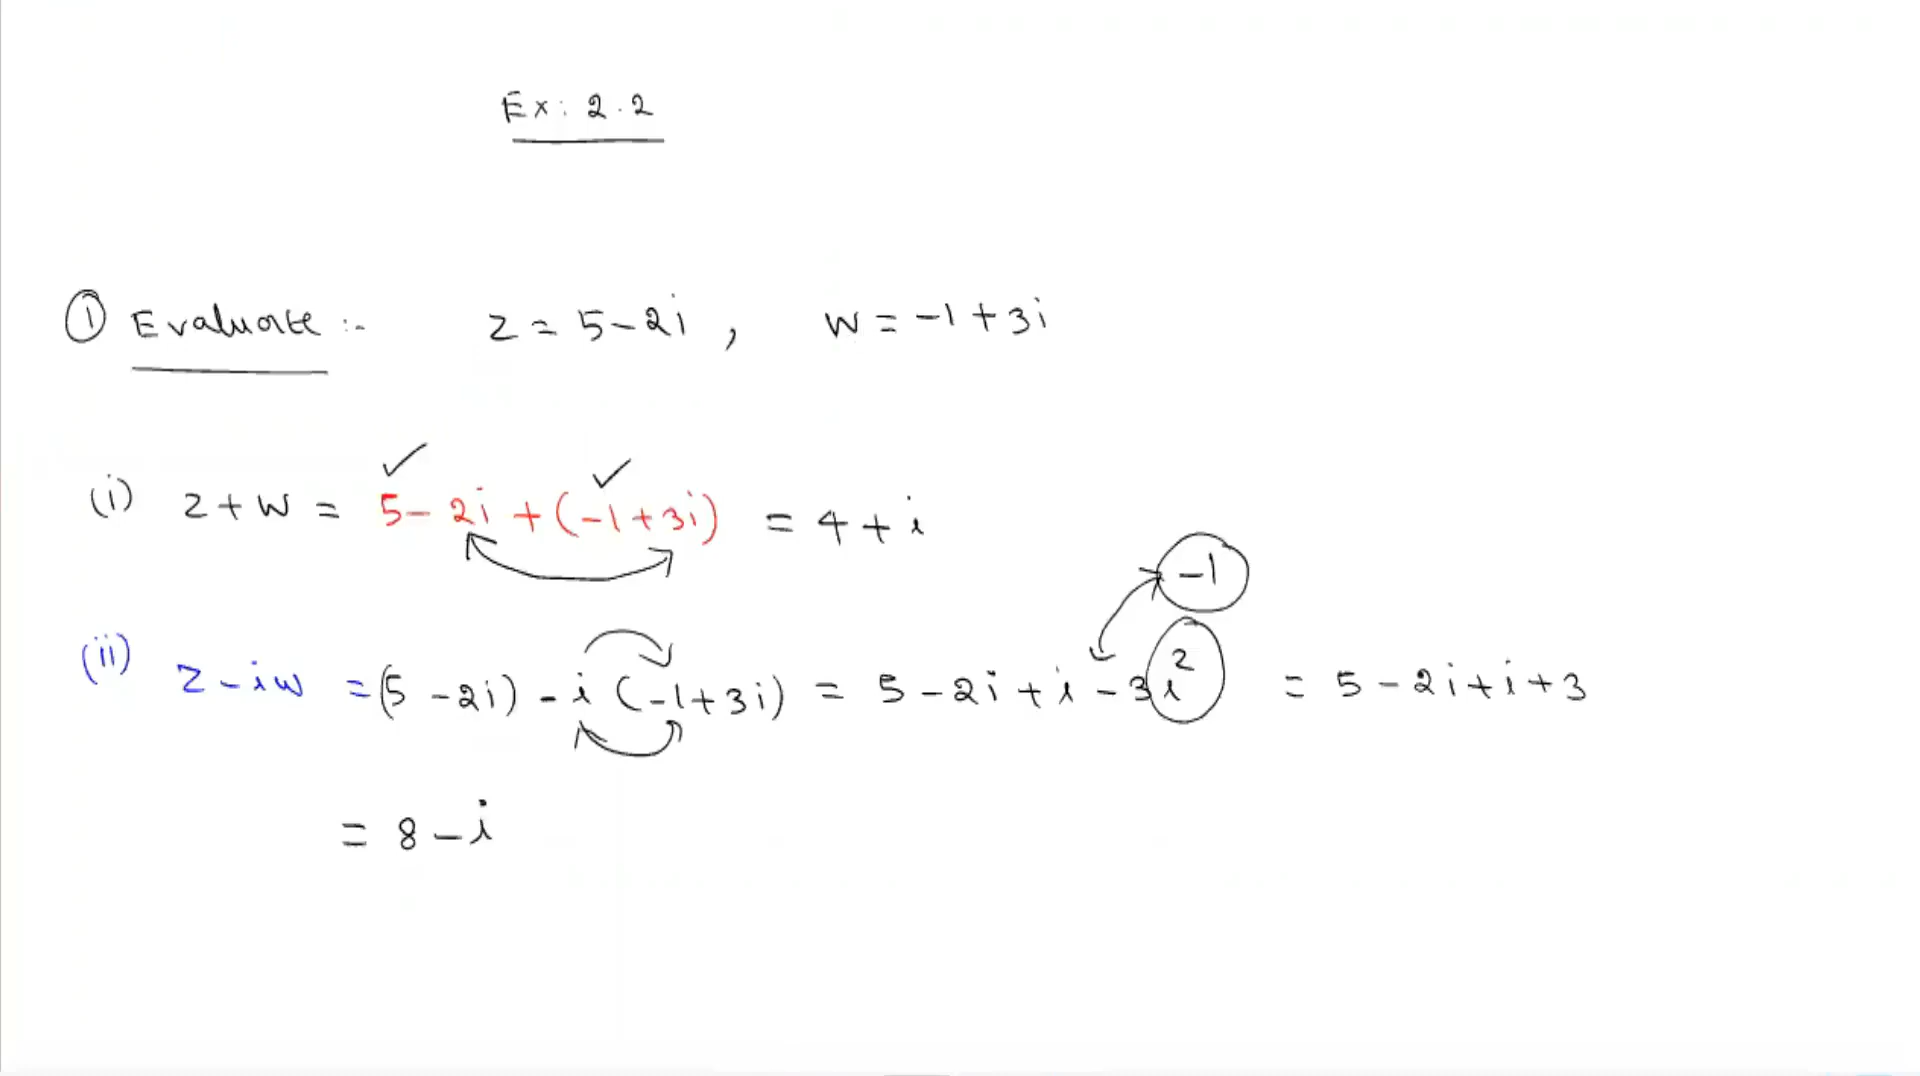 Ex: 2.2
① Evaluate :- z = 5-2i , w = -1+3i
(i) z+w = 5-2i +(-1+3i) = 4+i
-1
(ii) z-iw =(5-2i)-i(-1+3i) = 5-2i+i-3i² = 5-2i+i+3
= 8-i